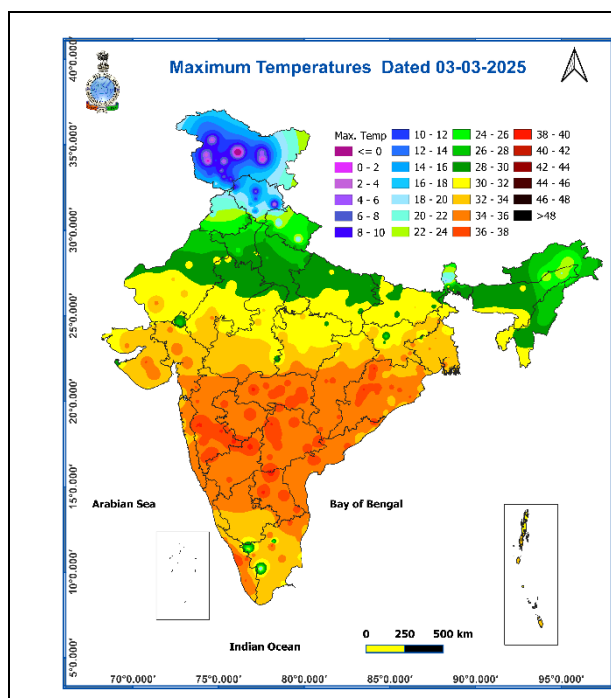 Maximum Temperatures Dated 03-03-2025
Max. Temp
<= 0
0 - 2
2 - 4
4 - 6
6 - 8
8 - 10
10 - 12
12 - 14
14 - 16
16 - 18
18 - 20
20 - 22
22 - 24
24 - 26
26 - 28
28 - 30
30 - 32
32 - 34
34 - 36
36 - 38
38 - 40
40 - 42
42 - 44
44 - 46
46 - 48
>48
40°0.000'
35°0.000'
30°0.000'
25°0.000'
20°0.000'
15°0.000'
10°0.000'
5°0.000'
Arabian Sea
Bay of Bengal
Indian Ocean
0 250 500 km
70°0.000' 75°0.000' 80°0.000' 85°0.000' 90°0.000' 95°0.000'